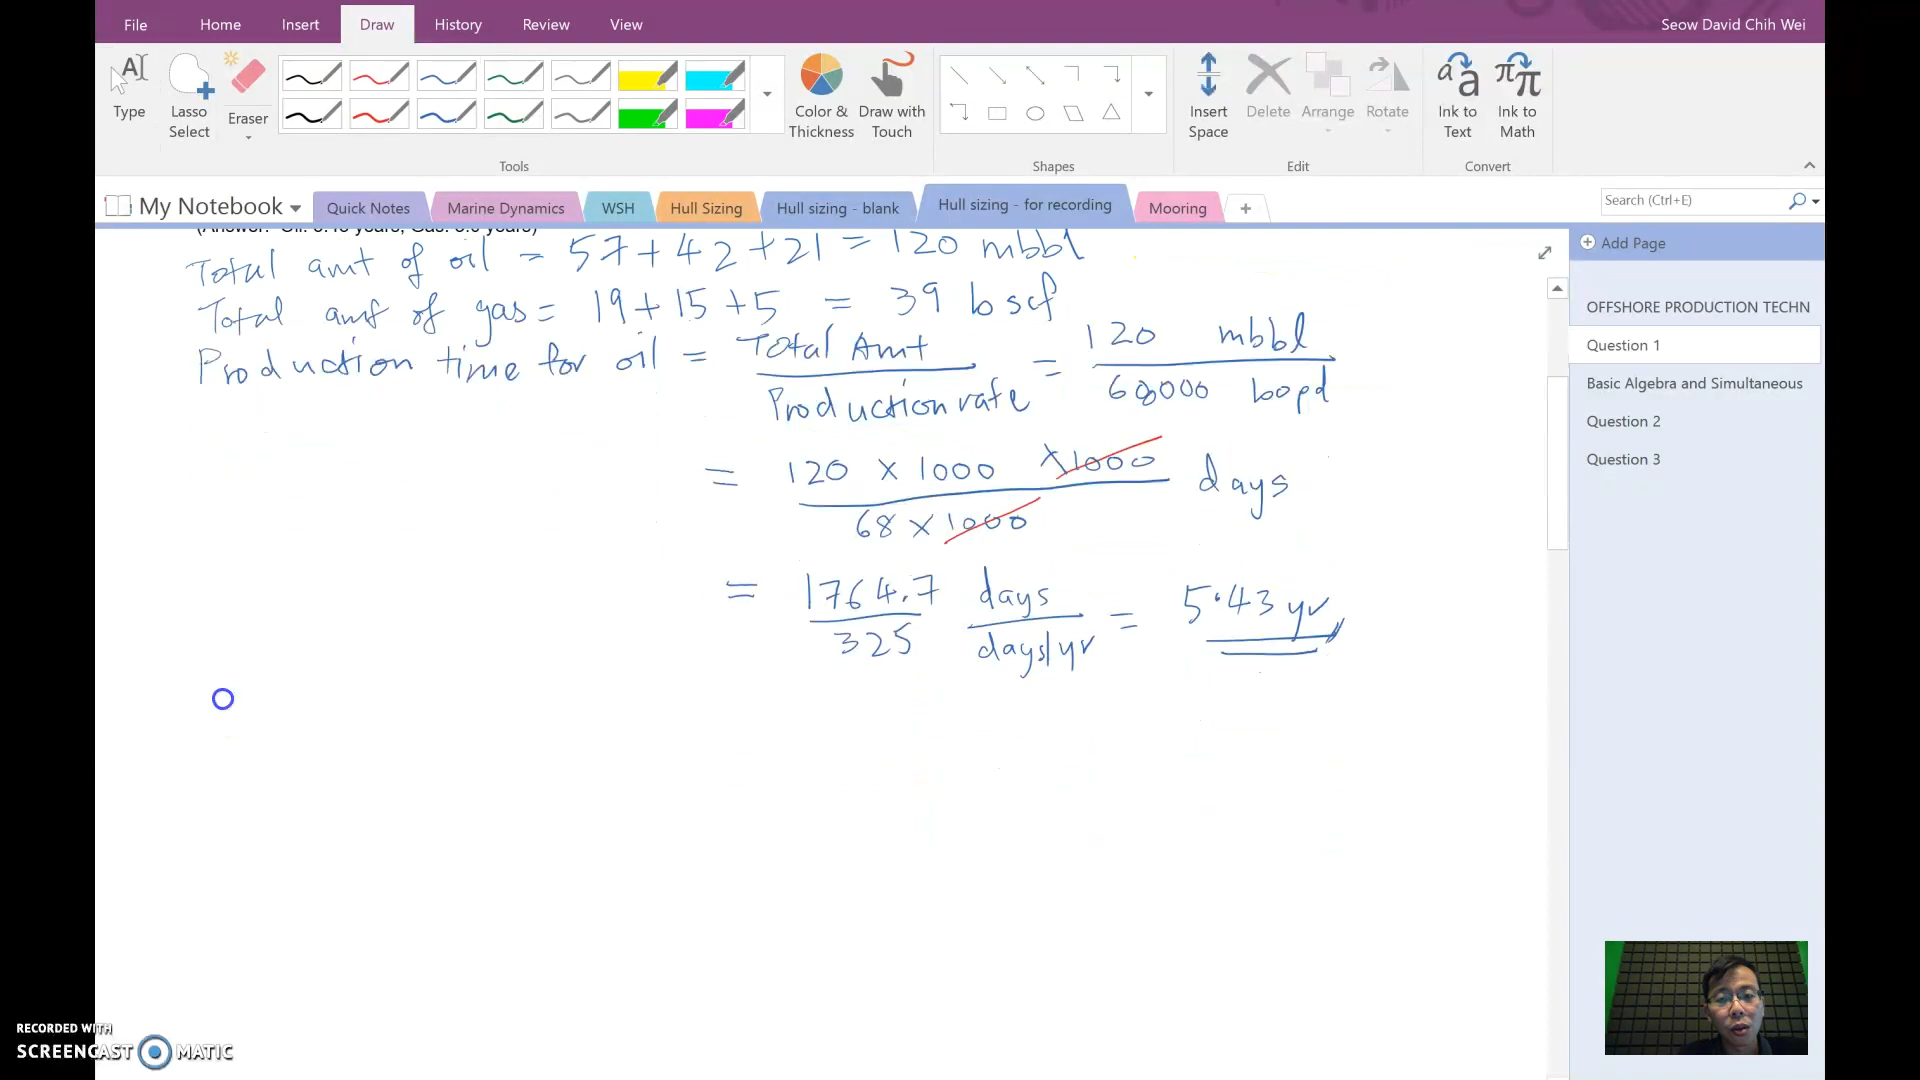 File Home Insert Draw History Review View Seow David Chih Wei
Type Lasso Select Eraser Color & Thickness Draw with Touch Insert Space Delete Arrange Rotate Ink to Text Ink to Math
Tools Shapes Edit Convert
My Notebook Quick Notes Marine Dynamics WSH Hull Sizing Hull sizing - blank Hull sizing - for recording Mooring Search (Ctrl+E)
Total amt of oil = 57 + 42 + 21 = 120 mbbl
Total amt of gas = 19 + 15 + 5 = 39 bscf
Production time for oil = Total Amt / Production rate = 120 mbbl / 68000 bopd
= 120 x 1000 x 1000 / 68 x 1000 days
= 1764.7 / 325 days / days/yr = 5.43 yr
Add Page
OFFSHORE PRODUCTION TECHN
Question 1
Basic Algebra and Simultaneous
Question 2
Question 3
RECORDED WITH
SCREENCAST MATIC